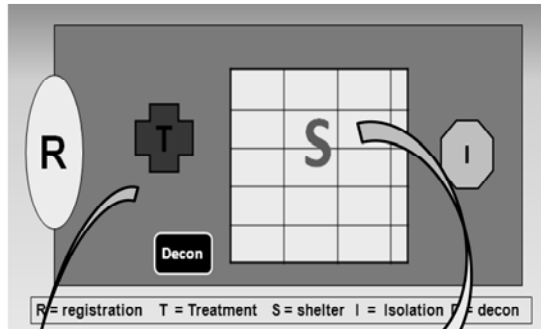 R
T
S
I
Decon
R = registration T = Treatment S = shelter I = Isolation = decon